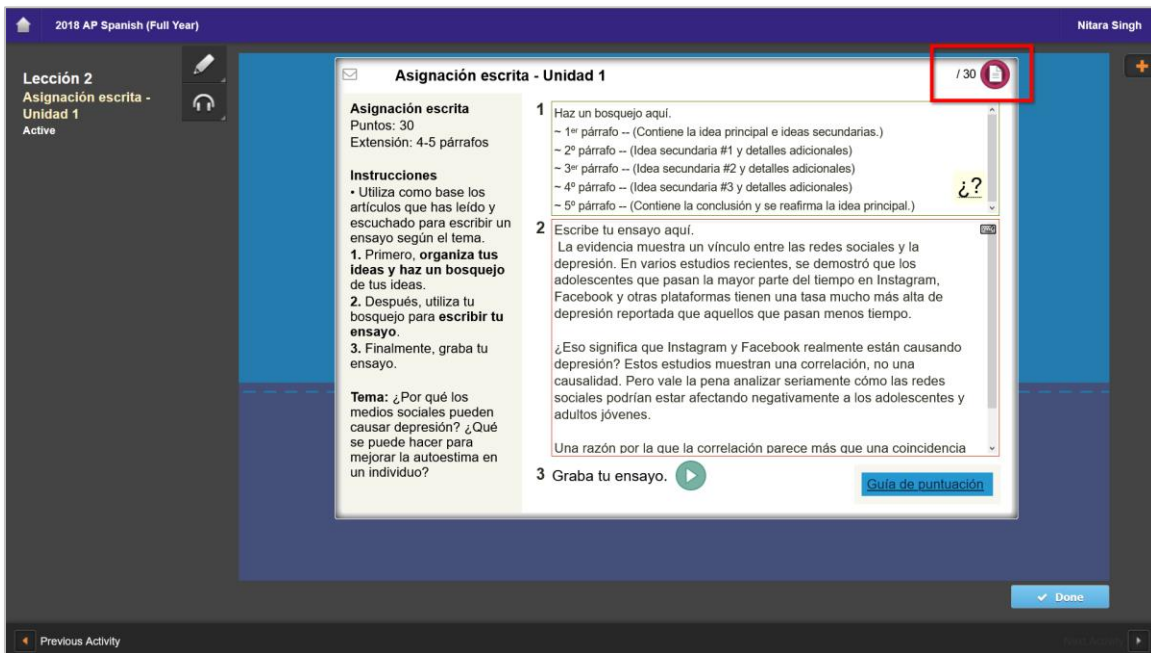 2018 AP Spanish (Full Year)
Nitara Singh
Lección 2
Asignación escrita -
Unidad 1
Active
Asignación escrita - Unidad 1
/ 30
Asignación escrita
Puntos: 30
Extensión: 4-5 párrafos
Instrucciones
• Utiliza como base los
artículos que has leído y
escuchado para escribir un
ensayo según el tema.
1. Primero, organiza tus
ideas y haz un bosquejo
de tus ideas.
2. Después, utiliza tu
bosquejo para escribir tu
ensayo.
3. Finalmente, graba tu
ensayo.
Tema: ¿Por qué los
medios sociales pueden
causar depresión? ¿Qué
se puede hacer para
mejorar la autoestima en
un individuo?
1 Haz un bosquejo aquí.
~ 1er párrafo -- (Contiene la idea principal e ideas secundarias.)
~ 2º párrafo -- (Idea secundaria #1 y detalles adicionales)
~ 3er párrafo -- (Idea secundaria #2 y detalles adicionales)
~ 4º párrafo -- (Idea secundaria #3 y detalles adicionales)
~ 5º párrafo -- (Contiene la conclusión y se reafirma la idea principal.)
¿?
2 Escribe tu ensayo aquí.
La evidencia muestra un vínculo entre las redes sociales y la
depresión. En varios estudios recientes, se demostró que los
adolescentes que pasan la mayor parte del tiempo en Instagram,
Facebook y otras plataformas tienen una tasa mucho más alta de
depresión reportada que aquellos que pasan menos tiempo.
¿Eso significa que Instagram y Facebook realmente están causando
depresión? Estos estudios muestran una correlación, no una
causalidad. Pero vale la pena analizar seriamente cómo las redes
sociales podrían estar afectando negativamente a los adolescentes y
adultos jóvenes.
Una razón por la que la correlación parece más que una coincidencia
3 Graba tu ensayo.
Guía de puntuación
Done
Previous Activity
Next Activity